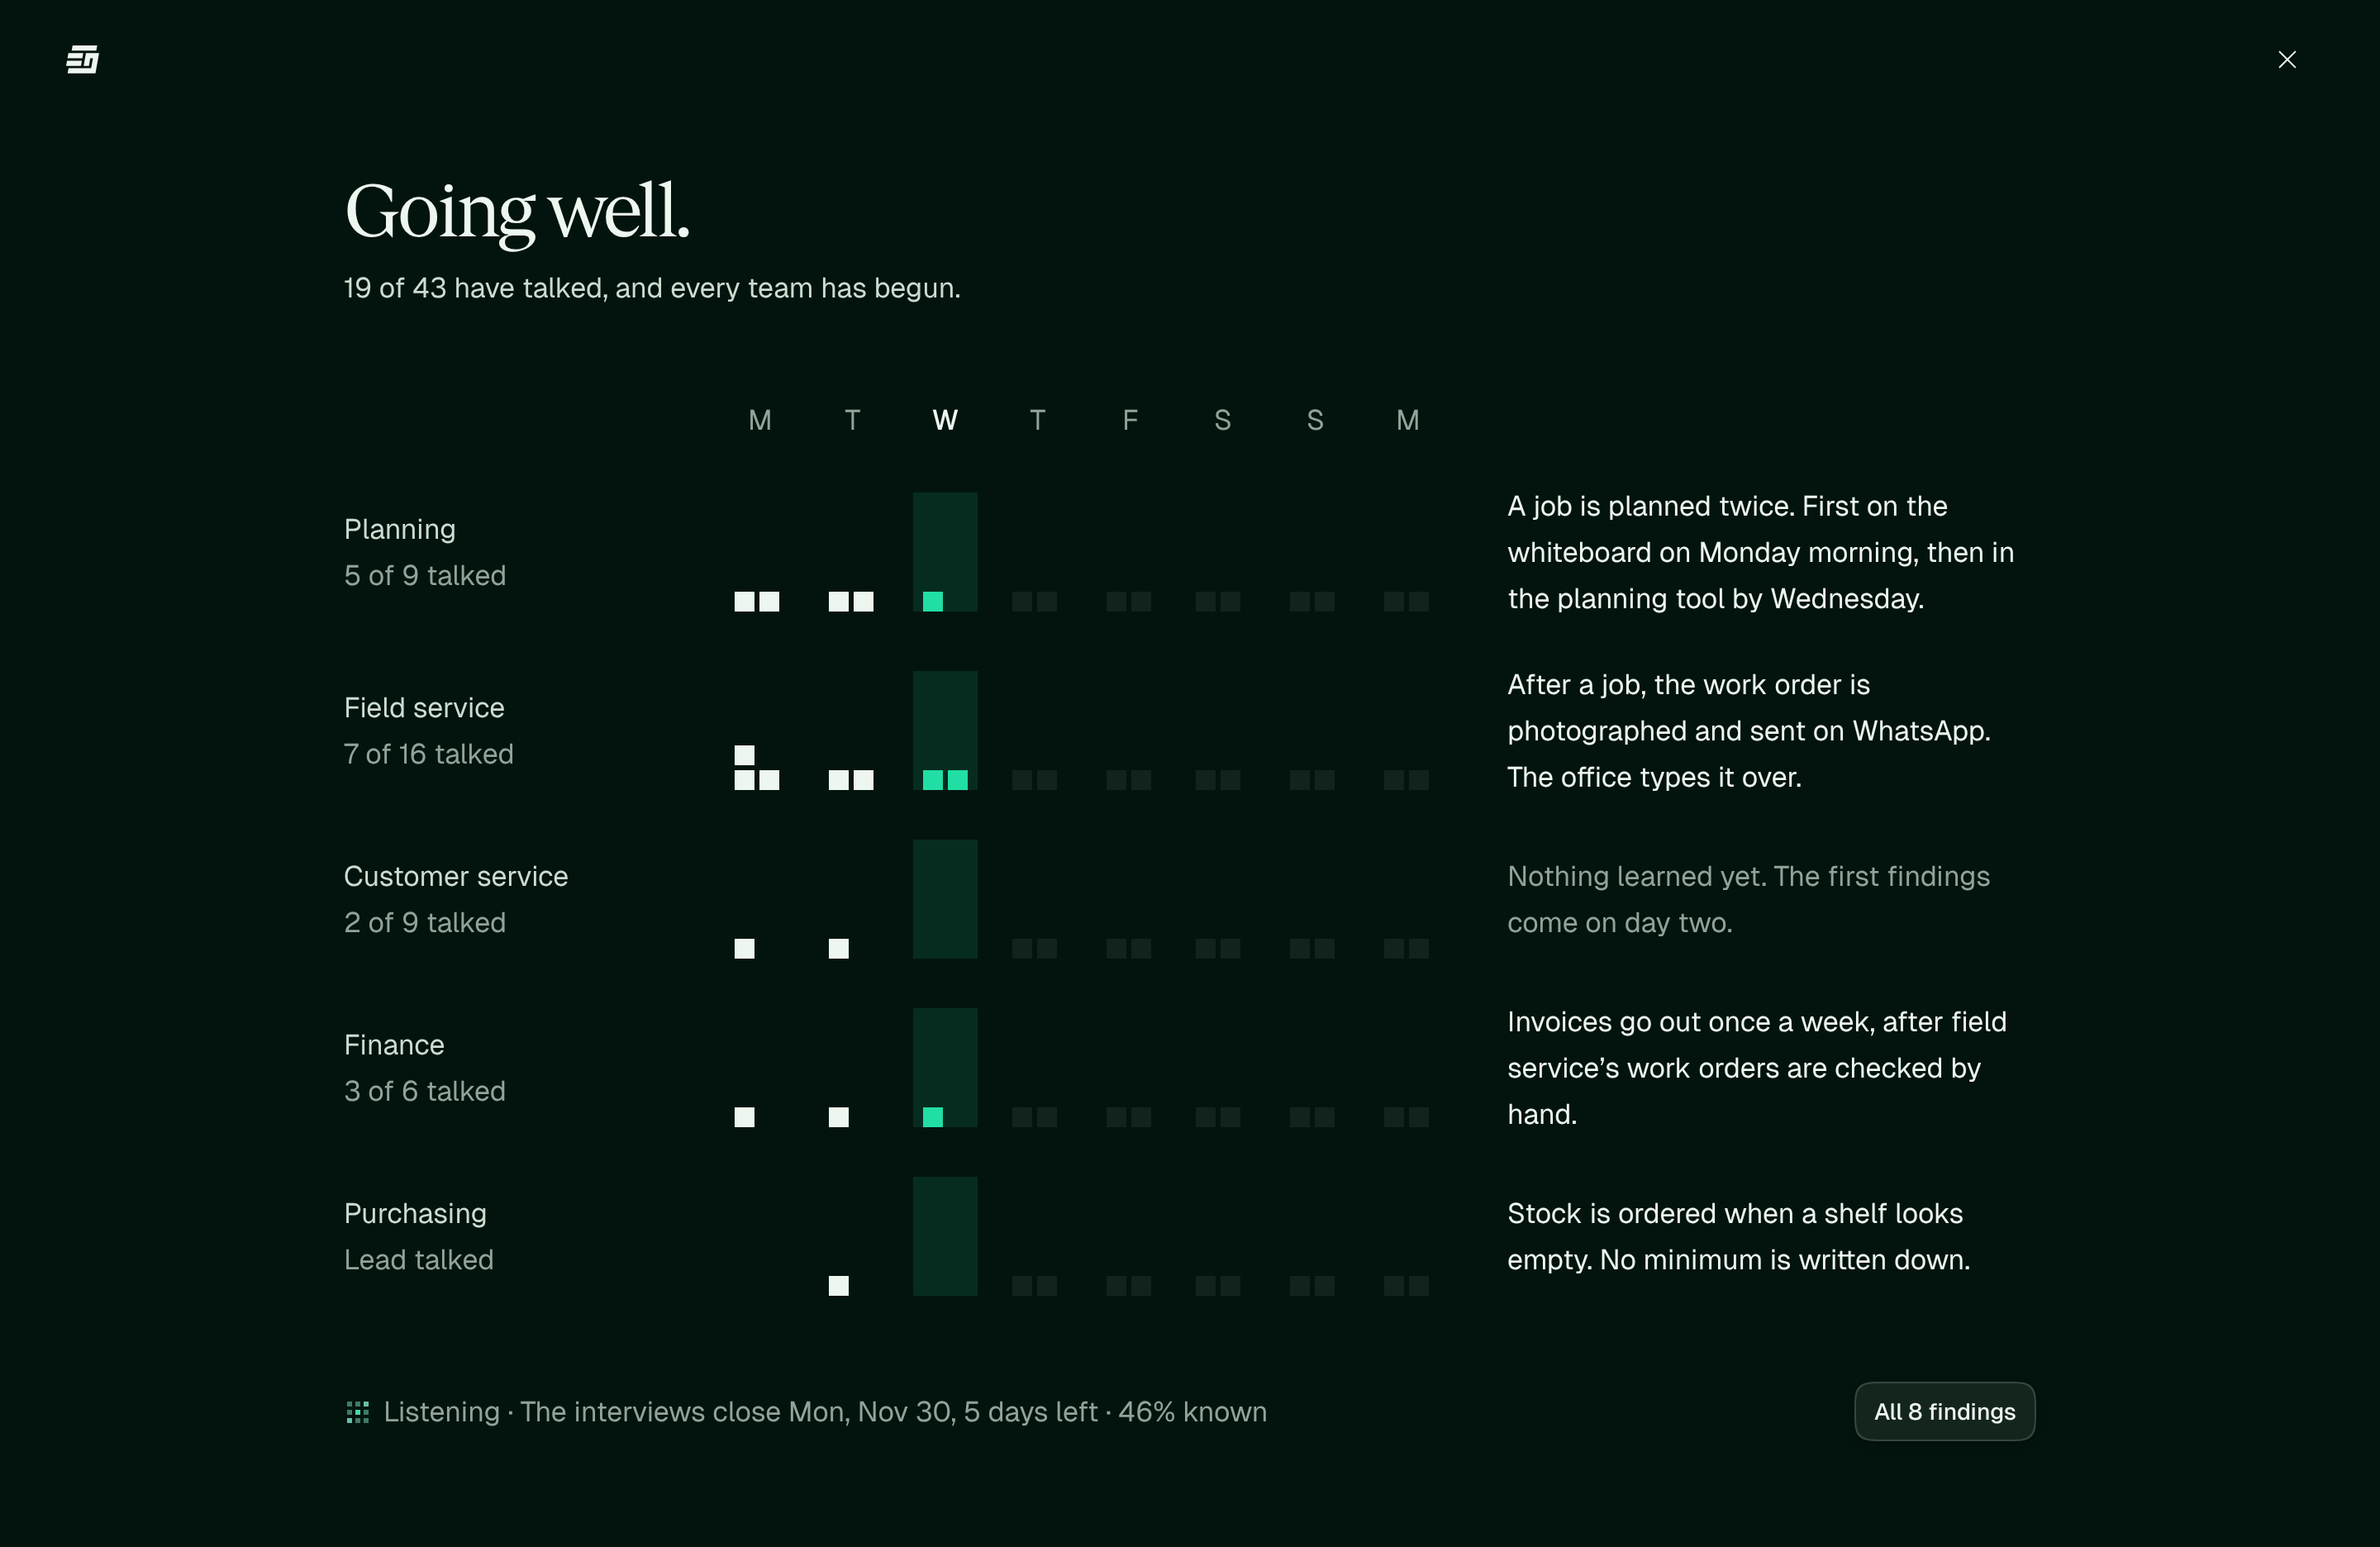 Going well.
19 of 43 have talked, and every team has begun.
M T W T F S S M
Planning
5 of 9 talked
A job is planned twice. First on the
whiteboard on Monday morning, then in
the planning tool by Wednesday.
Field service
7 of 16 talked
After a job, the work order is
photographed and sent on WhatsApp.
The office types it over.
Customer service
2 of 9 talked
Nothing learned yet. The first findings
come on day two.
Finance
3 of 6 talked
Invoices go out once a week, after field
service’s work orders are checked by
hand.
Purchasing
Lead talked
Stock is ordered when a shelf looks
empty. No minimum is written down.
Listening · The interviews close Mon, Nov 30, 5 days left · 46% known
All 8 findings